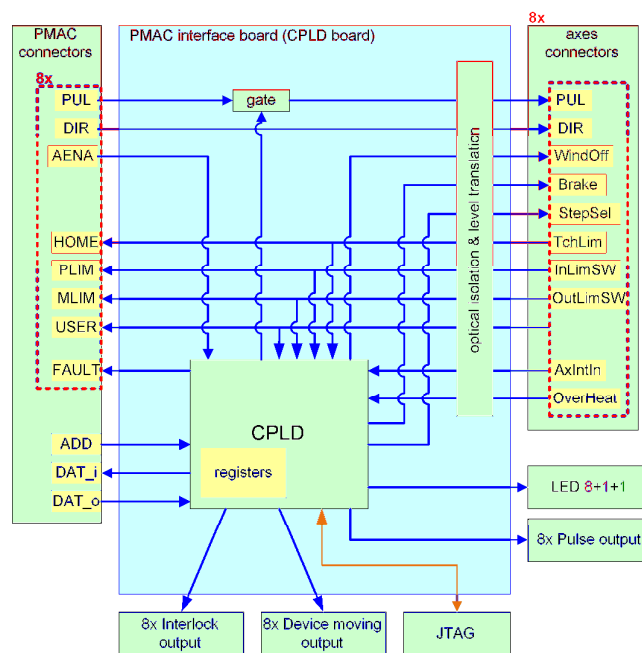 PMAC
connectors
8x
PUL
DIR
AENA
HOME
PLIM
MLIM
USER
FAULT
ADD
DAT_i
DAT_o
PMAC interface board (CPLD board)
gate
optical isolation & level translation
CPLD
registers
8x
axes
connectors
PUL
DIR
WindOff
Brake
StepSel
TchLim
InLimSW
OutLimSW
AxIntIn
OverHeat
LED 8+1+1
8x Pulse output
8x Interlock
output
8x Device moving
output
JTAG